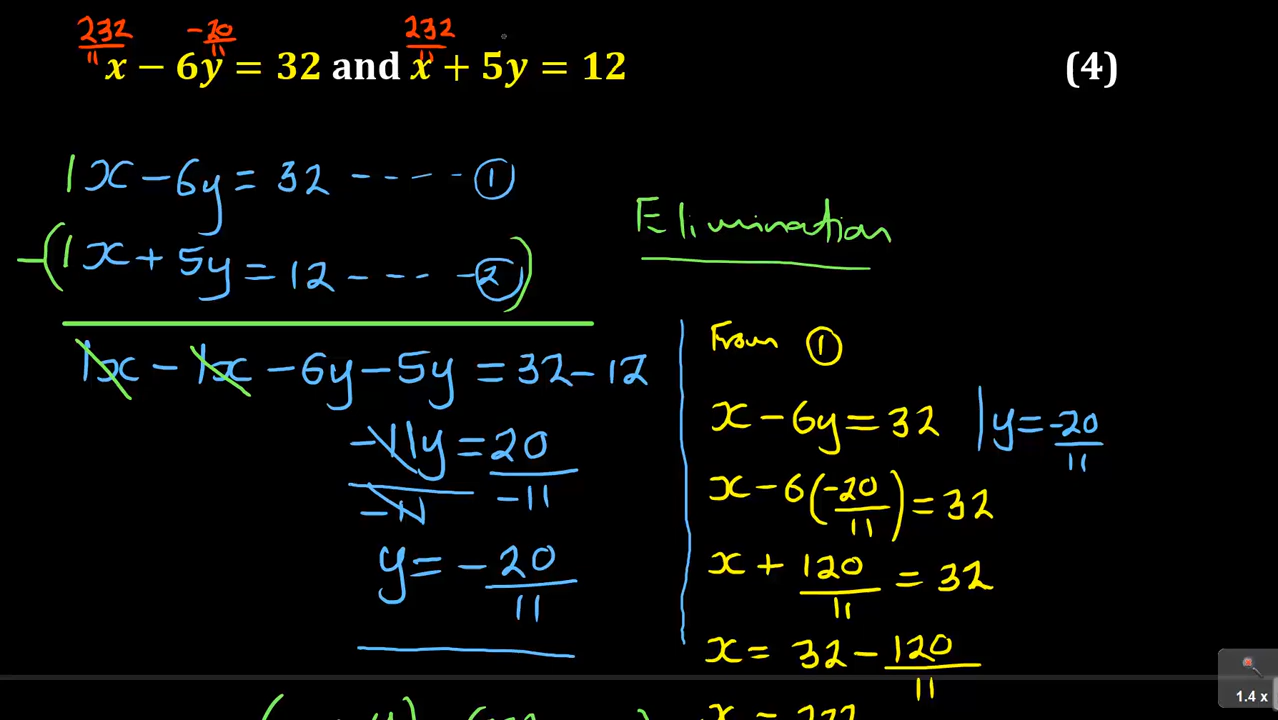 232/11 -20/11 232/11
x − 6y = 32 and x + 5y = 12 (4)
1x - 6y = 32 ---- ①
-(1x + 5y = 12 --- -②)
Elimination
1x - 1x - 6y - 5y = 32 - 12
-11y/-11 = 20/-11
y = -20/11
From ①
x - 6y = 32 | y = -20/11
x - 6(-20/11) = 32
x + 120/11 = 32
x = 32 - 120/11
x = 232
1.4 x